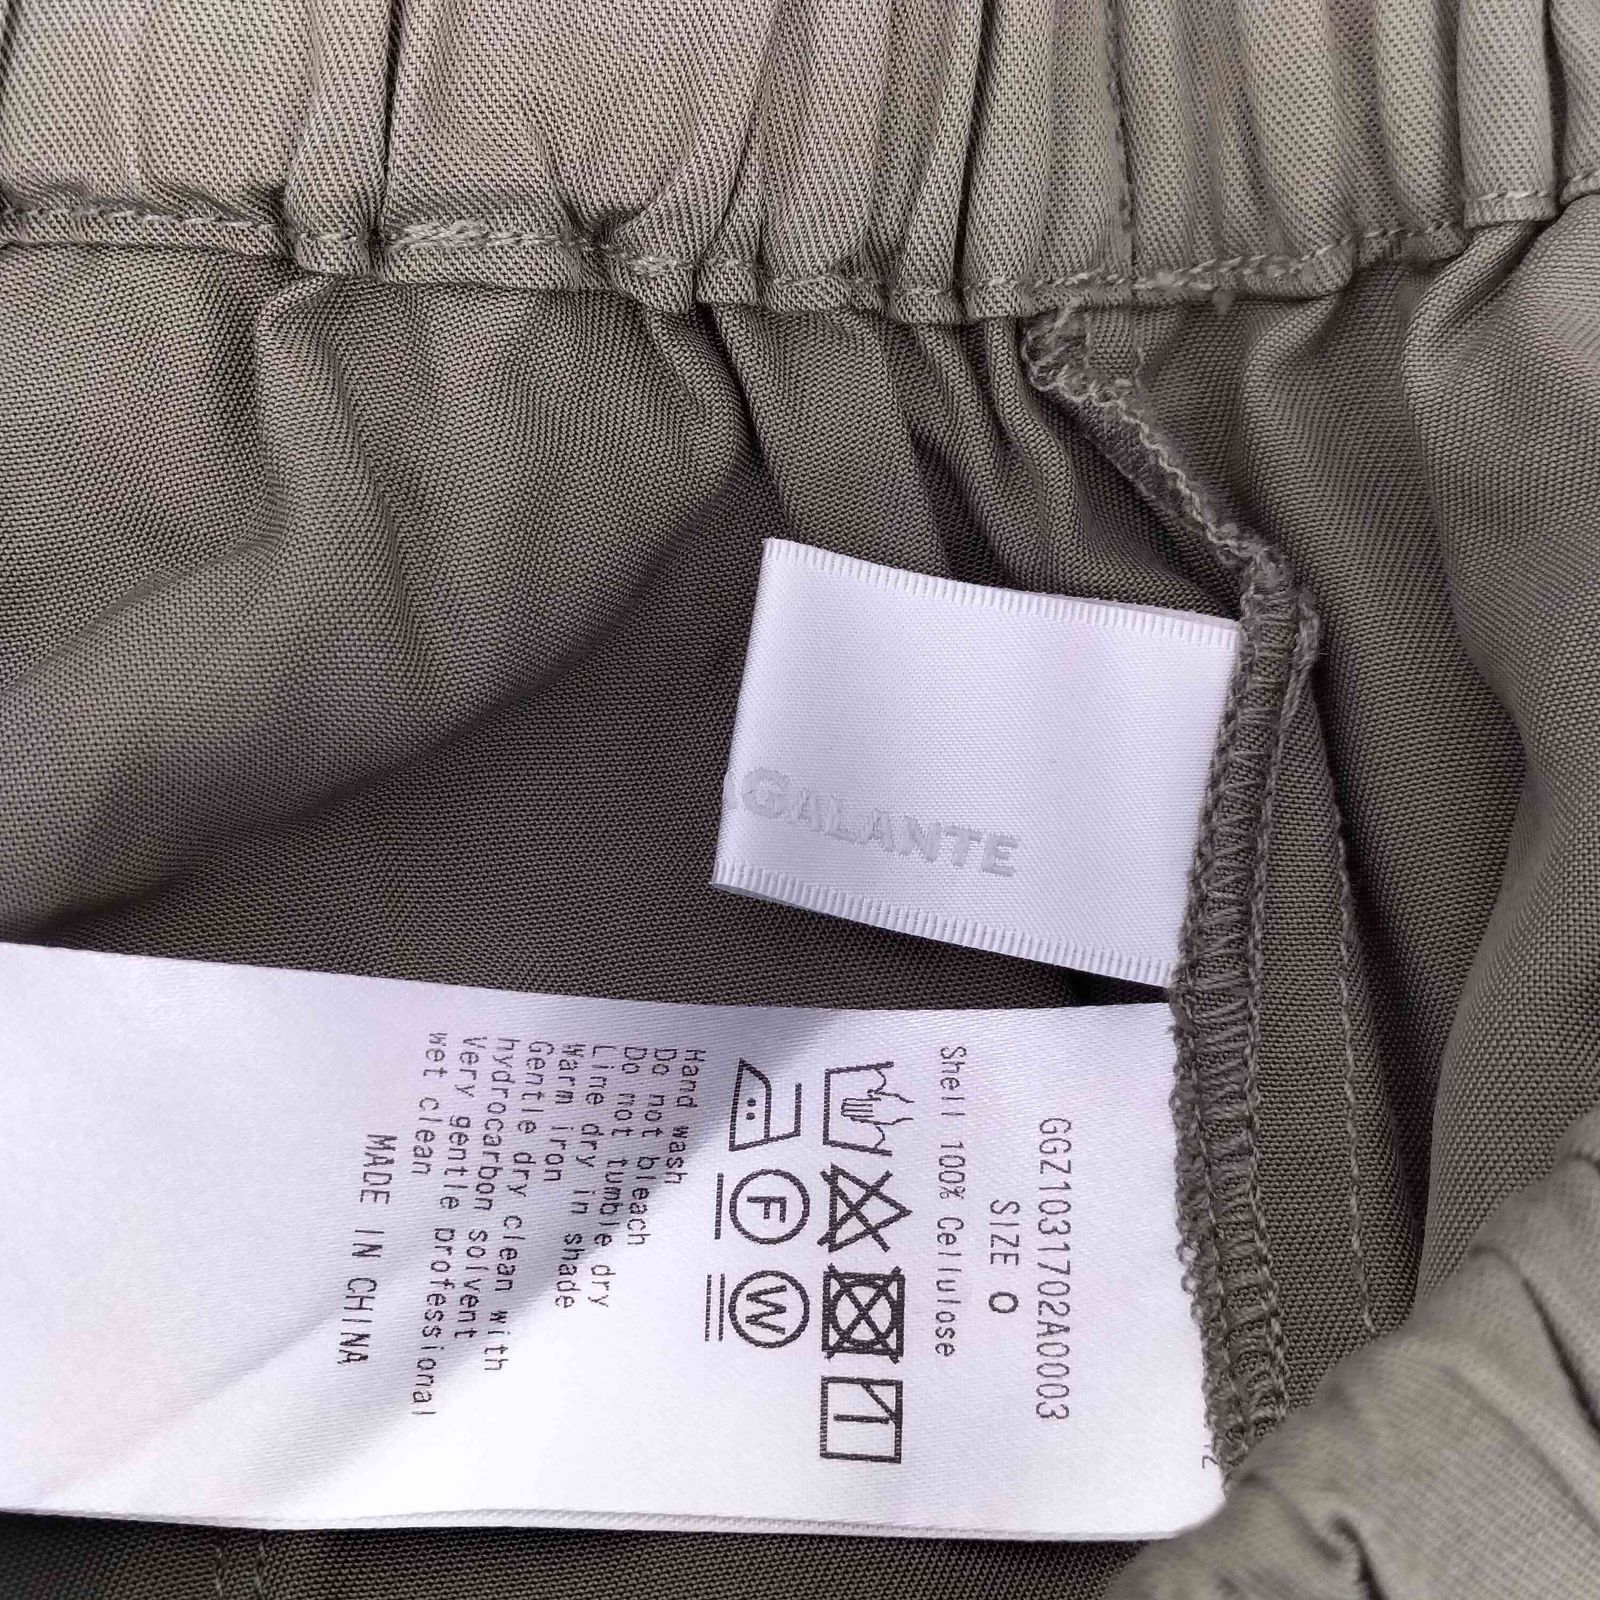 .GALANTE
GGZ1031702A0003
SIZE 0
Shell 100% Cellulose
F
W
Hand wash
Do not bleach
Do not tumble dry
Line dry in shade
Warm iron
Gentle dry clean with
hydrocarbon solvent
Very gentle professional
wet clean
MADE IN CHINA